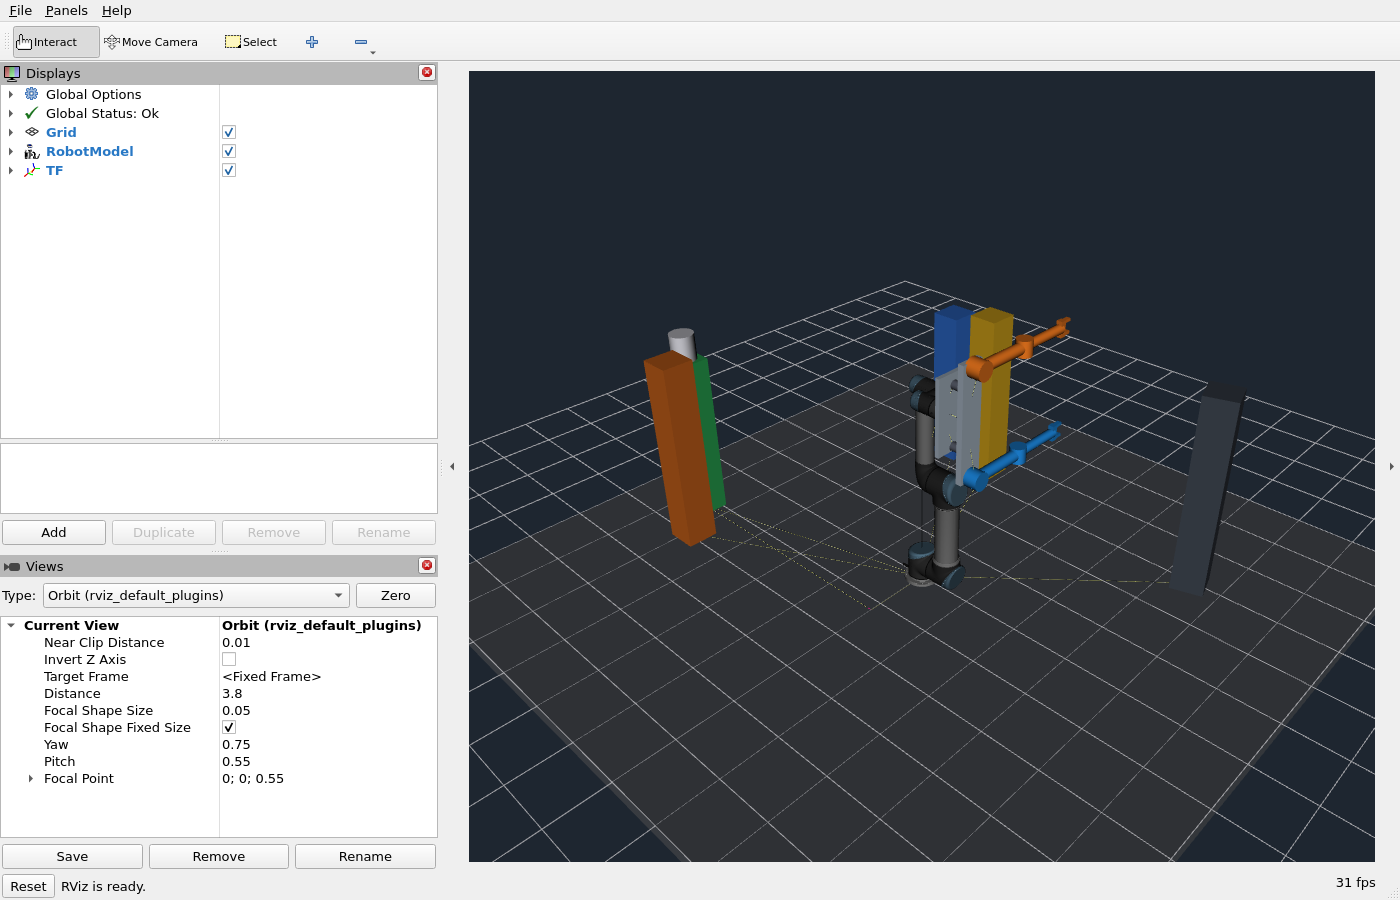 File Panels Help
Interact Move Camera Select
Displays
Global Options
Global Status: Ok
Grid
RobotModel
TF
Add Duplicate Remove Rename
Views
Type: Orbit (rviz_default_plugins) Zero
Current View Orbit (rviz_default_plugins)
Near Clip Distance 0.01
Invert Z Axis
Target Frame <Fixed Frame>
Distance 3.8
Focal Shape Size 0.05
Focal Shape Fixed Size
Yaw 0.75
Pitch 0.55
Focal Point 0; 0; 0.55
Save Remove Rename
Reset RViz is ready. 31 fps